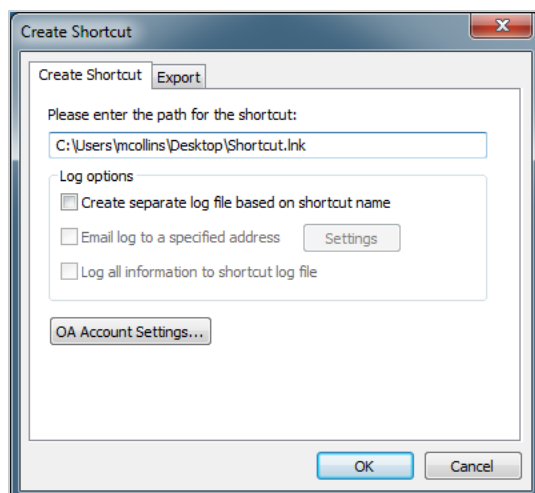 Create Shortcut
Create Shortcut Export
Please enter the path for the shortcut:
C:\Users\mcollins\Desktop\Shortcut.lnk
Log options
Create separate log file based on shortcut name
Email log to a specified address Settings
Log all information to shortcut log file
OA Account Settings...
OK Cancel